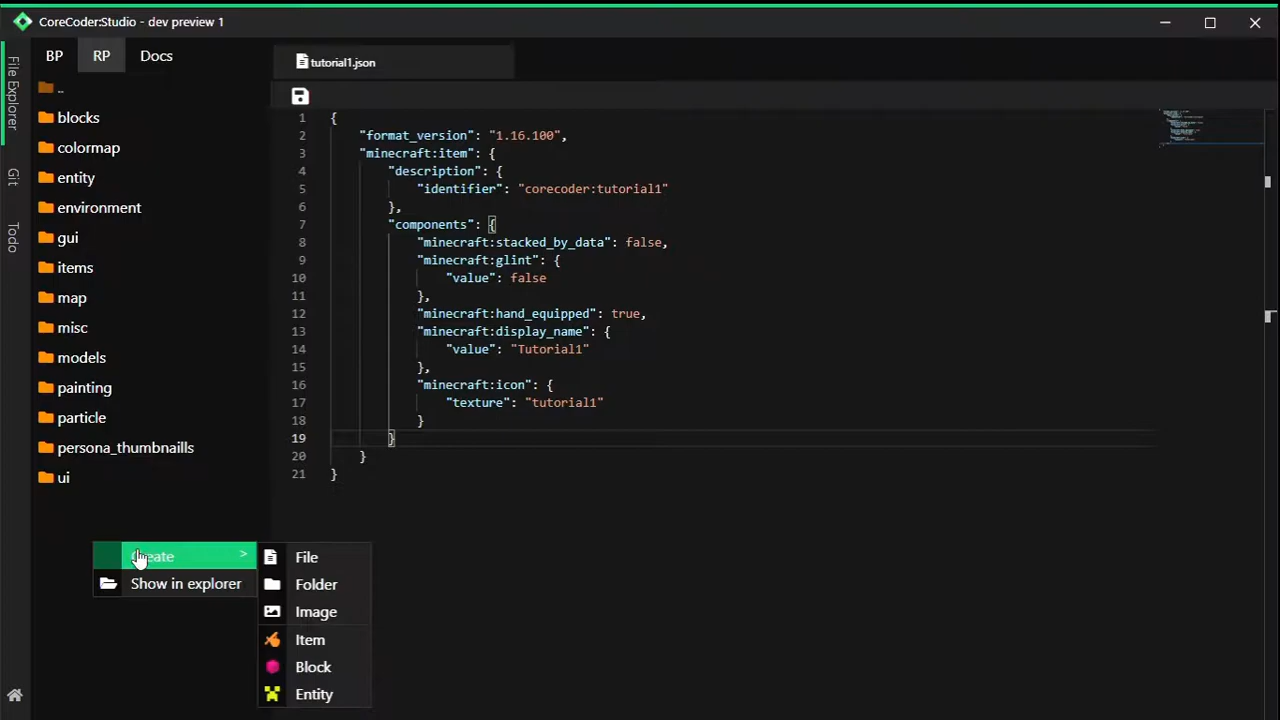 CoreCoder:Studio - dev preview 1
File Explorer
Git
Todo
BP RP Docs
..
blocks
colormap
entity
environment
gui
items
map
misc
models
painting
particle
persona_thumbnaills
ui
tutorial1.json
1 {
2 "format_version": "1.16.100",
3 "minecraft:item": {
4 "description": {
5 "identifier": "corecoder:tutorial1"
6 },
7 "components": {
8 "minecraft:stacked_by_data": false,
9 "minecraft:glint": {
10 "value": false
11 },
12 "minecraft:hand_equipped": true,
13 "minecraft:display_name": {
14 "value": "Tutorial1"
15 },
16 "minecraft:icon": {
17 "texture": "tutorial1"
18 }
19 }
20 }
21 }
Create >
Show in explorer
File
Folder
Image
Item
Block
Entity